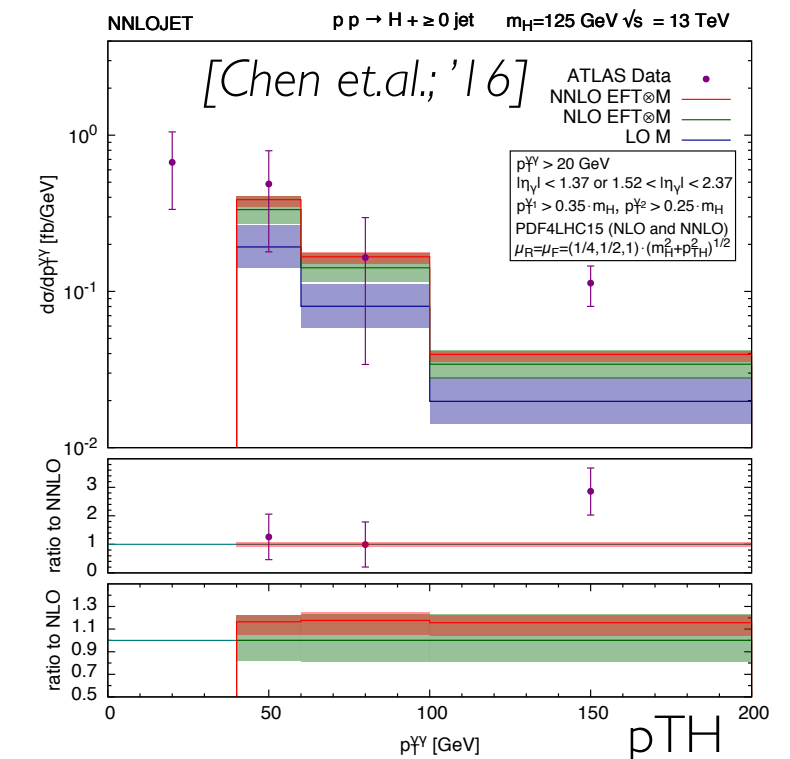 NNLOJET p p → H + ≥ 0 jet m_H=125 GeV √s = 13 TeV
[Chen et.al.; '16]
ATLAS Data
NNLO EFT⊗M
NLO EFT⊗M
LO M
p_T^γγ > 20 GeV
|η_γ| < 1.37 or 1.52 < |η_γ| < 2.37
p_T^γ1 > 0.35·m_H, p_T^γ2 > 0.25·m_H
PDF4LHC15 (NLO and NNLO)
μ_R=μ_F=(1/4,1/2,1)·(m_H^2+p_TH^2)^1/2
dσ/dp_T^γγ [fb/GeV]
10^0
10^-1
10^-2
ratio to NNLO
3
2
1
0
ratio to NLO
1.3
1.1
0.9
0.7
0.5
0 50 100 150 200
p_T^γγ [GeV]
pTH